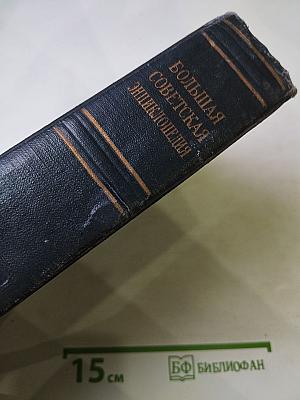 БОЛЬШАЯ
СОВЕТСКАЯ
ЭНЦИКЛОПЕДИЯ
15 см
БФ БИБЛИОФАН